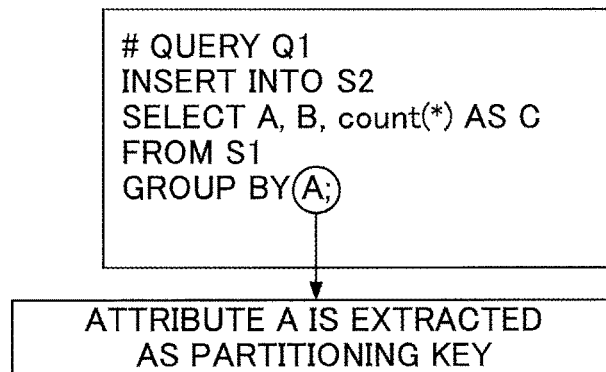 # QUERY Q1
INSERT INTO S2
SELECT A, B, count(*) AS C
FROM S1
GROUP BY A;
ATTRIBUTE A IS EXTRACTED
AS PARTITIONING KEY